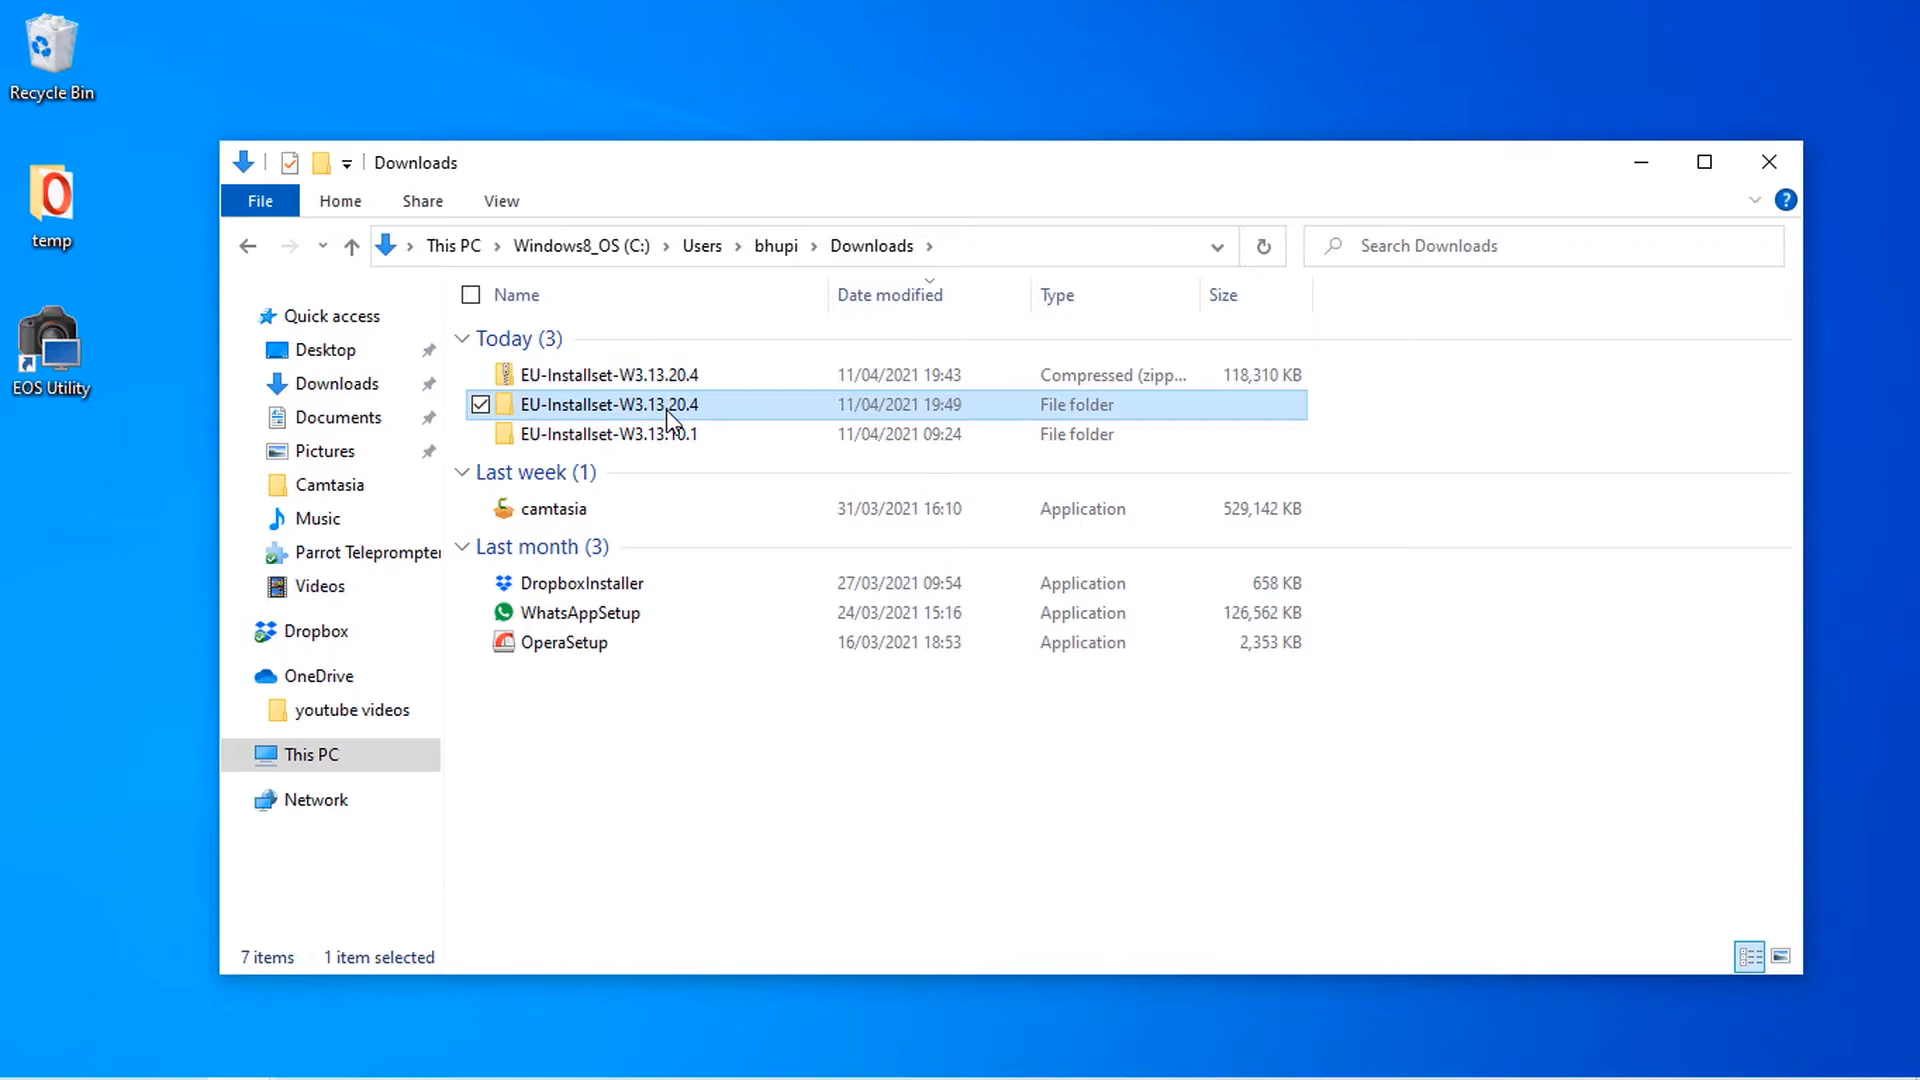 Recycle Bin
temp
EOS Utility
Downloads
File Home Share View
This PC Windows8_OS (C:) Users bhupi Downloads
Search Downloads
Name Date modified Type Size
Quick access
Desktop
Downloads
Documents
Pictures
Camtasia
Music
Parrot Teleprompter
Videos
Dropbox
OneDrive
youtube videos
This PC
Network
Today (3)
EU-Installset-W3.13.20.4 11/04/2021 19:43 Compressed (zipp... 118,310 KB
EU-Installset-W3.13.20.4 11/04/2021 19:49 File folder
EU-Installset-W3.13.10.1 11/04/2021 09:24 File folder
Last week (1)
camtasia 31/03/2021 16:10 Application 529,142 KB
Last month (3)
DropboxInstaller 27/03/2021 09:54 Application 658 KB
WhatsAppSetup 24/03/2021 15:16 Application 126,562 KB
OperaSetup 16/03/2021 18:53 Application 2,353 KB
7 items 1 item selected